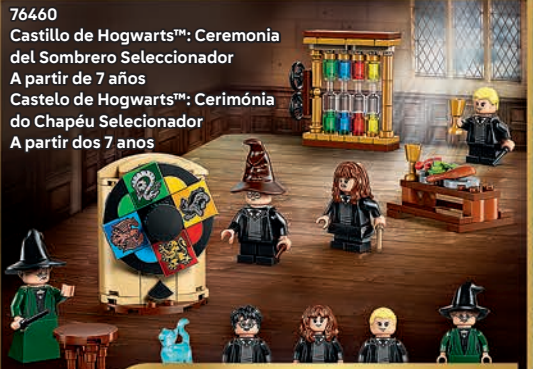 76460
Castillo de Hogwarts™: Ceremonia
del Sombrero Seleccionador
A partir de 7 años
Castelo de Hogwarts™: Cerimónia
do Chapéu Selecionador
A partir dos 7 anos